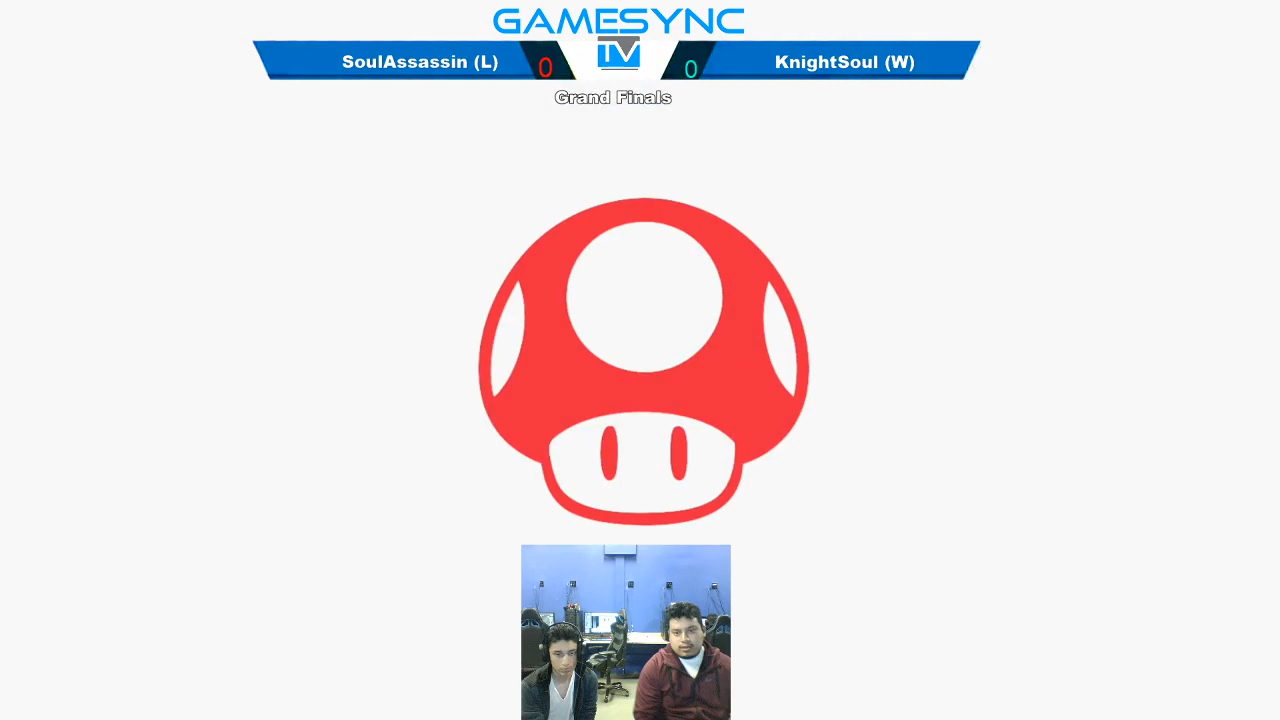 GAMESYNC
TV
SoulAssassin (L) 0
0 KnightSoul (W)
Grand Finals